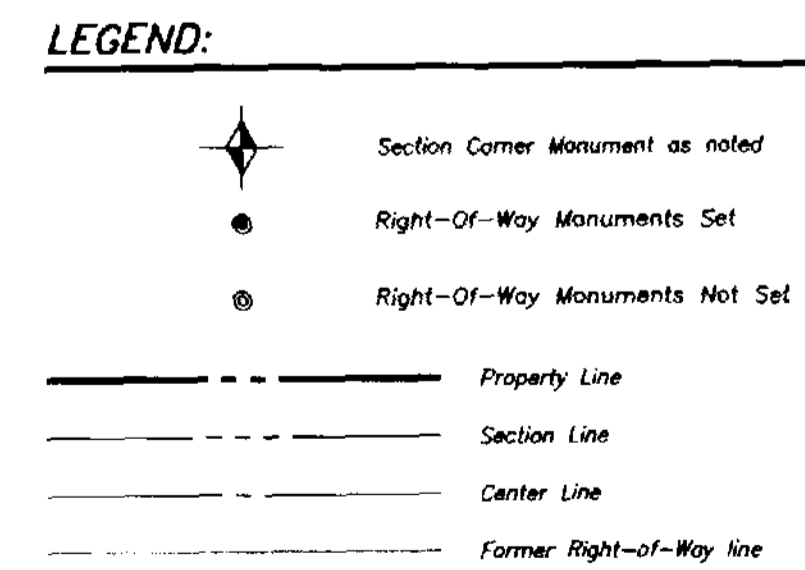 LEGEND:
Section Corner Monument as noted
Right-Of-Way Monuments Set
Right-Of-Way Monuments Not Set
Property Line
Section Line
Center Line
Former Right-of-Way line